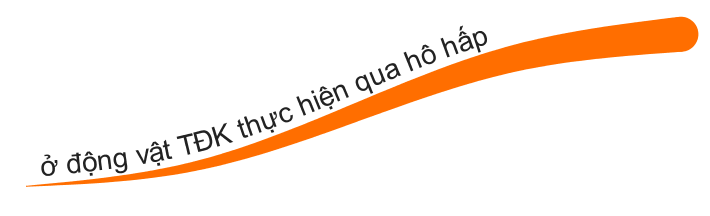 ở động vật TĐK thực hiện qua hô hấp